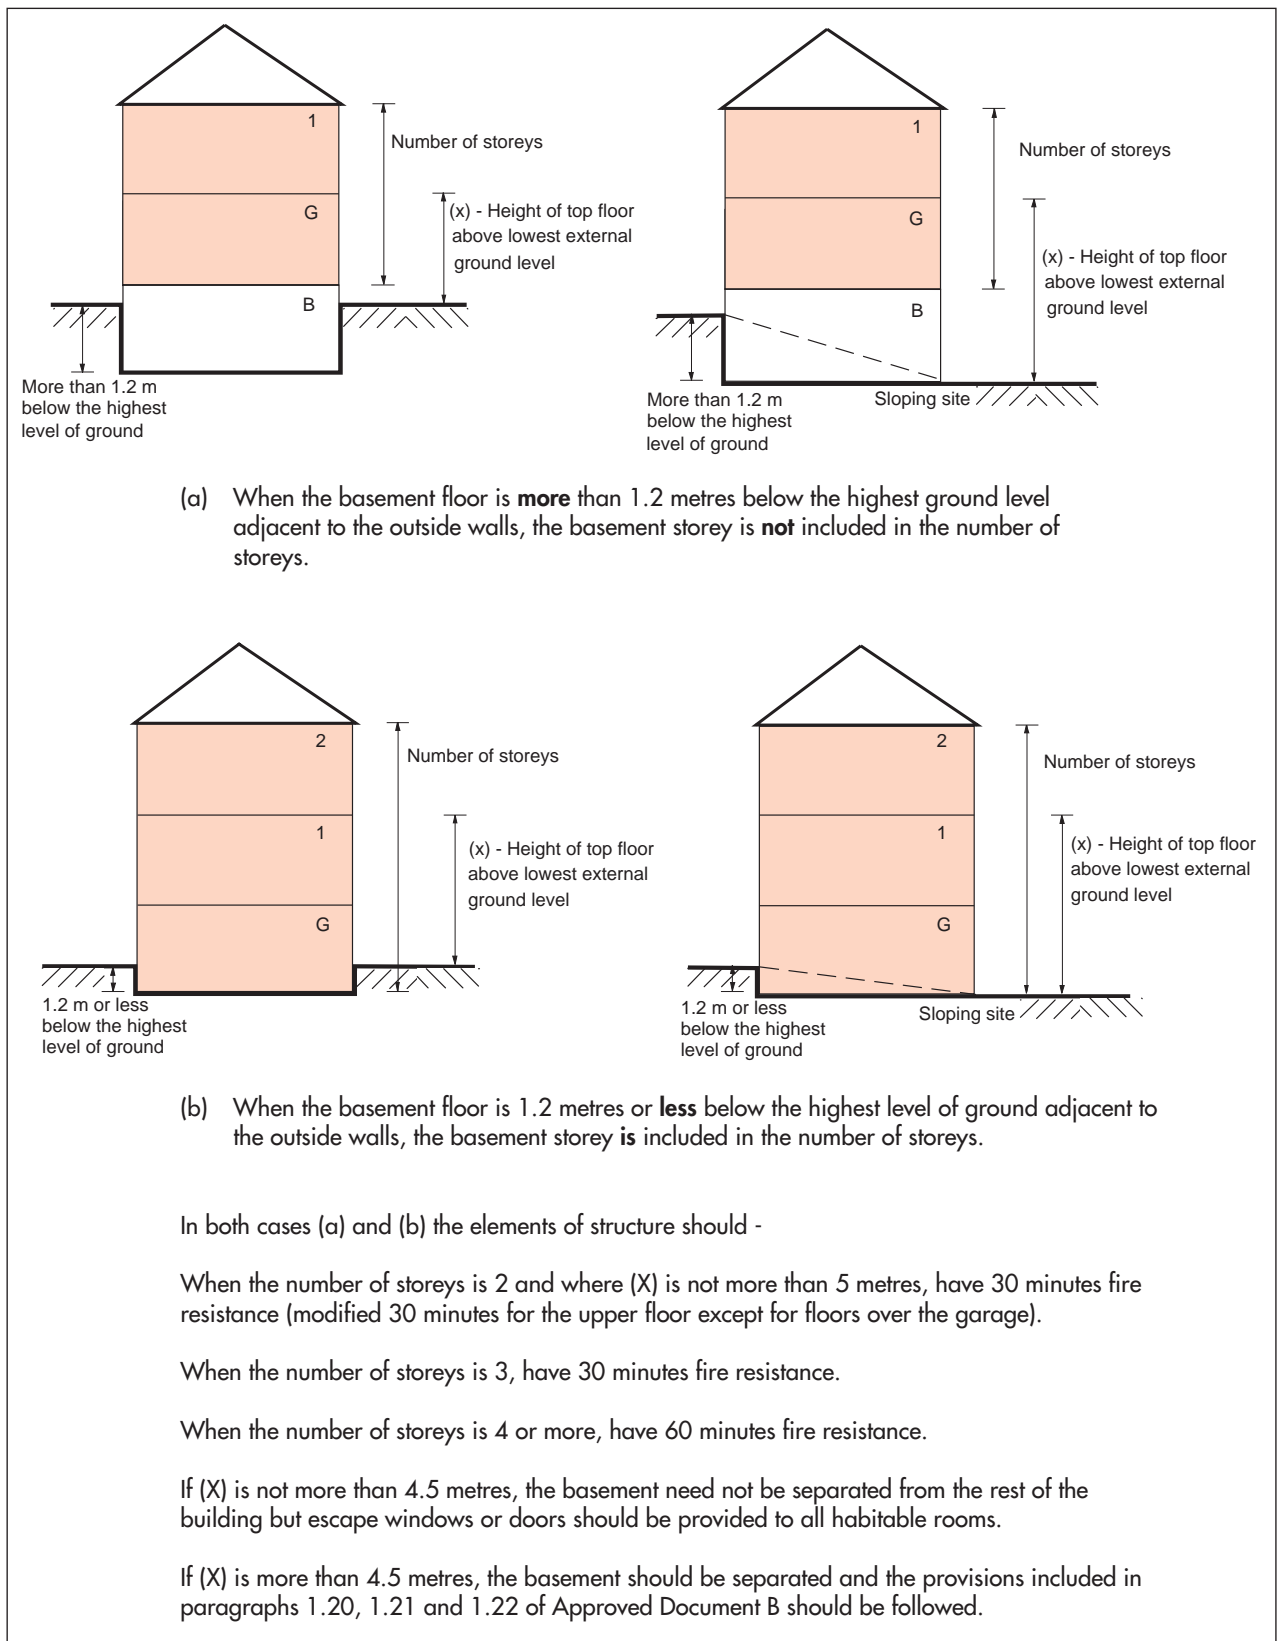 1
Number of storeys
G
(x) - Height of top floor
above lowest external
ground level
B
More than 1.2 m
below the highest
level of ground
1
Number of storeys
G
(x) - Height of top floor
above lowest external
ground level
B
More than 1.2 m
below the highest
level of ground
Sloping site
(a) When the basement floor is more than 1.2 metres below the highest ground level
adjacent to the outside walls, the basement storey is not included in the number of
storeys.
2
Number of storeys
1
(x) - Height of top floor
above lowest external
ground level
G
1.2 m or less
below the highest
level of ground
2
Number of storeys
1
(x) - Height of top floor
above lowest external
ground level
G
1.2 m or less
below the highest
level of ground
Sloping site
(b) When the basement floor is 1.2 metres or less below the highest level of ground adjacent to
the outside walls, the basement storey is included in the number of storeys.
In both cases (a) and (b) the elements of structure should -
When the number of storeys is 2 and where (X) is not more than 5 metres, have 30 minutes fire
resistance (modified 30 minutes for the upper floor except for floors over the garage).
When the number of storeys is 3, have 30 minutes fire resistance.
When the number of storeys is 4 or more, have 60 minutes fire resistance.
If (X) is not more than 4.5 metres, the basement need not be separated from the rest of the
building but escape windows or doors should be provided to all habitable rooms.
If (X) is more than 4.5 metres, the basement should be separated and the provisions included in
paragraphs 1.20, 1.21 and 1.22 of Approved Document B should be followed.